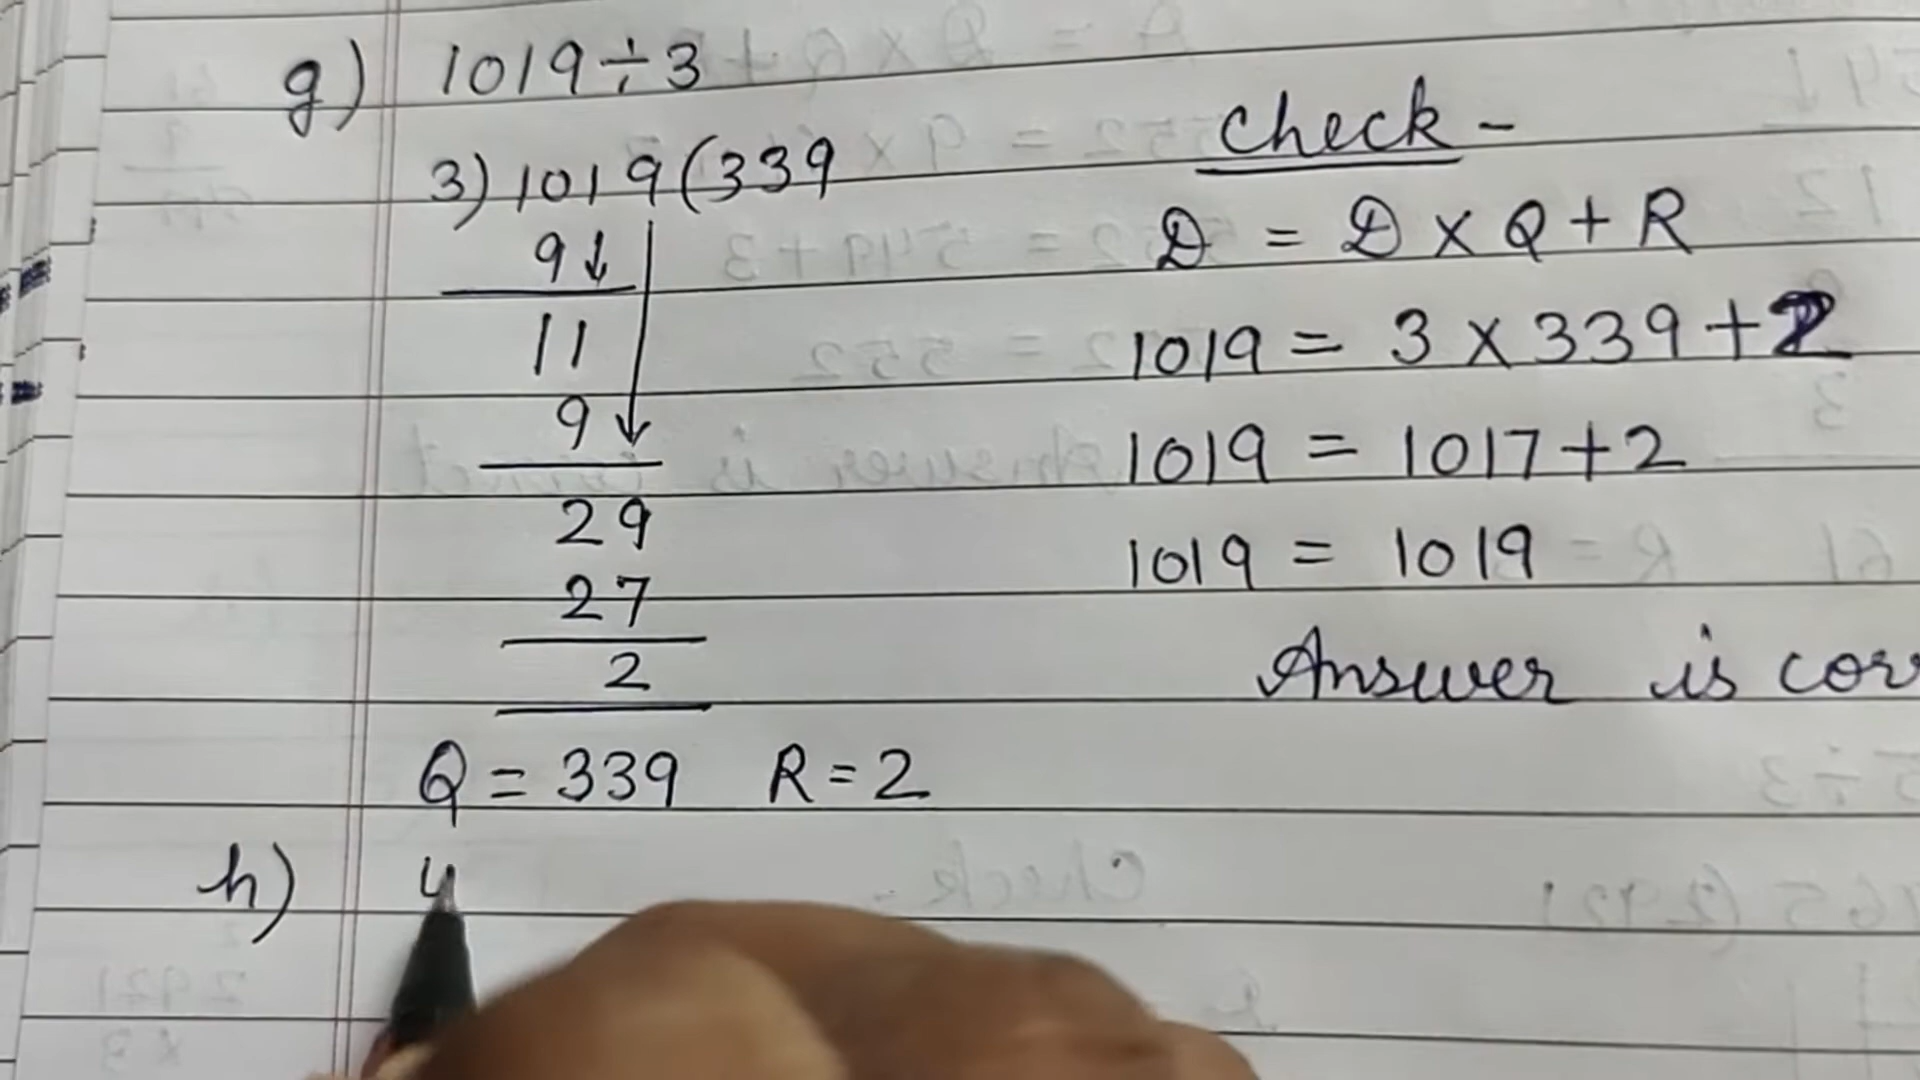 g) 1019÷3
3)1019(339
9↓
11
9↓
29
27
2
Q = 339 R = 2
Check -
D = D x Q + R
1019 = 3 x 339 + 2
1019 = 1017 + 2
1019 = 1019
Answer is cor
h) 4